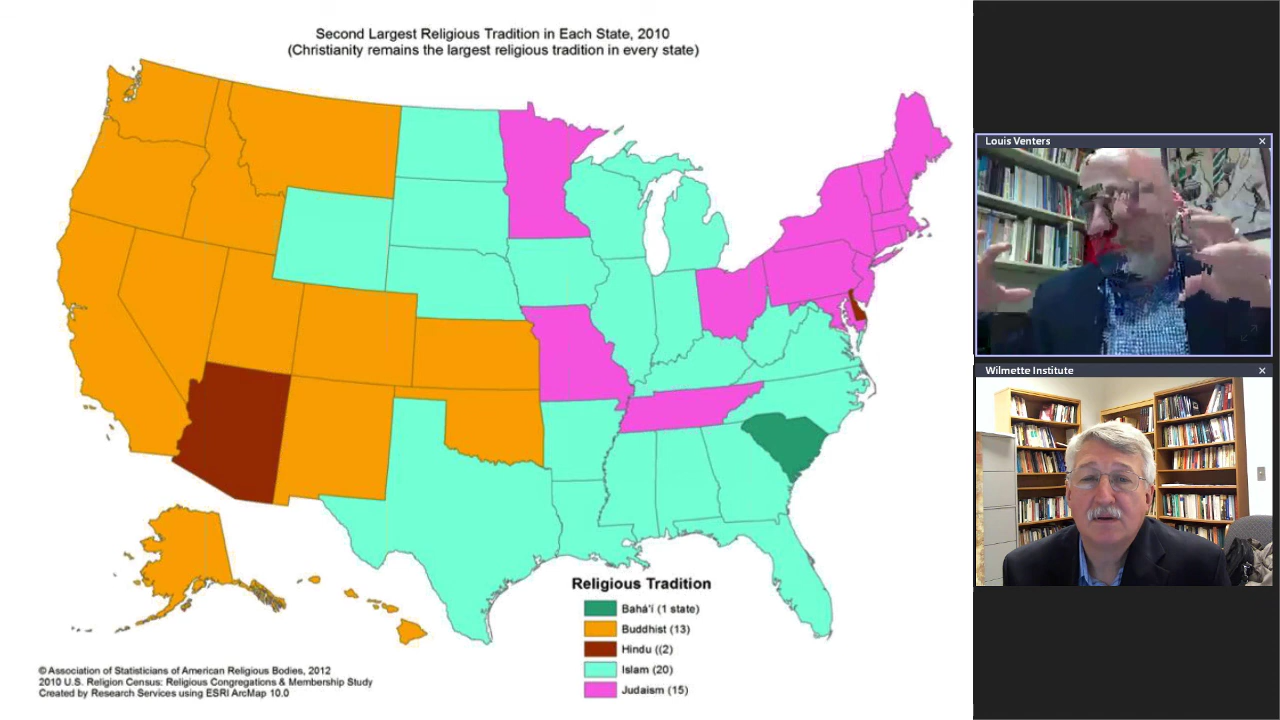 Second Largest Religious Tradition in Each State, 2010
(Christianity remains the largest religious tradition in every state)
Louis Venters
Wilmette Institute
Religious Tradition
Bahá'í (1 state)
Buddhist (13)
Hindu ((2)
Islam (20)
Judaism (15)
© Association of Statisticians of American Religious Bodies, 2012
2010 U.S. Religion Census: Religious Congregations & Membership Study
Created by Research Services using ESRI ArcMap 10.0